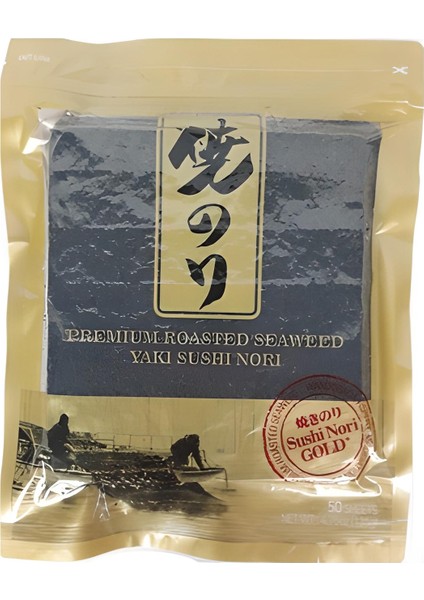 焼のり
PREMIUM ROASTED SEAWEED
YAKI SUSHI NORI
焼きのり
Sushi Nori
GOLD*
50 SHEETS